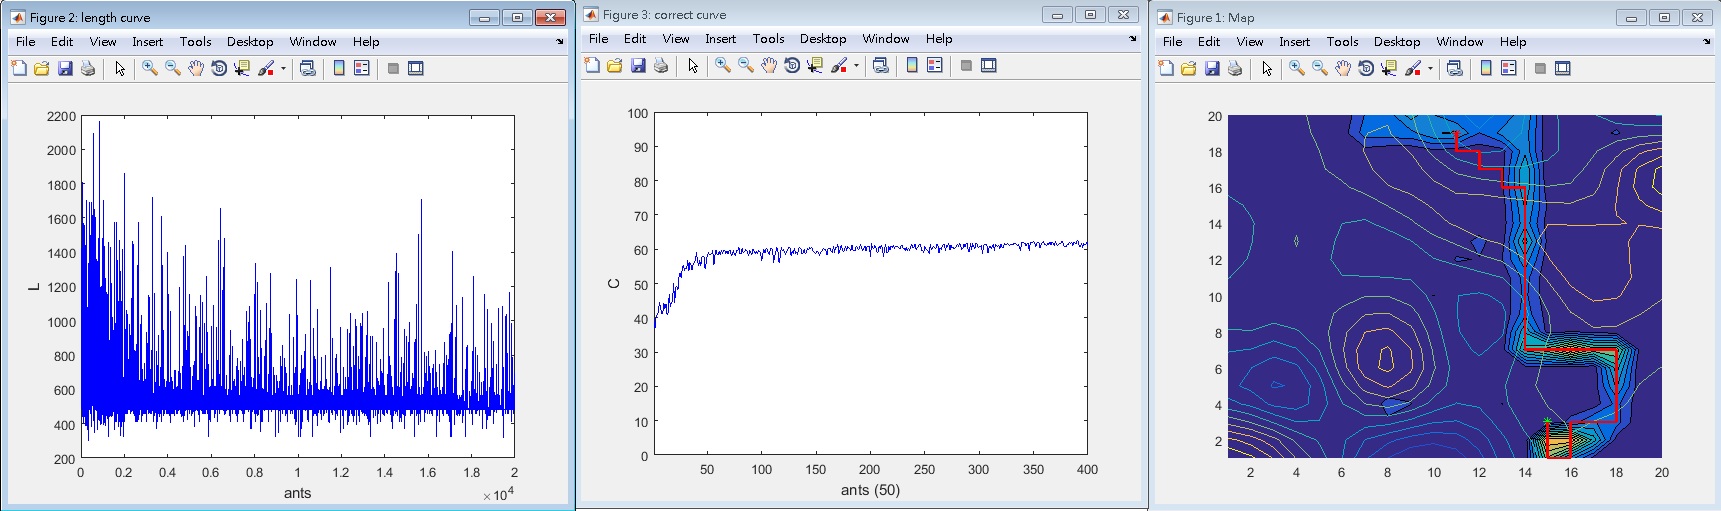 Figure 2: length curve
File Edit View Insert Tools Desktop Window Help
2200
2000
1800
1600
1400
1200
1000
800
600
400
200
L
0 0.2 0.4 0.6 0.8 1 1.2 1.4 1.6 1.8 2
ants
×10^4
Figure 3: correct curve
File Edit View Insert Tools Desktop Window Help
100
90
80
70
60
50
40
30
20
10
0
C
50 100 150 200 250 300 350 400
ants (50)
Figure 1: Map
File Edit View Insert Tools Desktop Window Help
20
18
16
14
12
10
8
6
4
2
2 4 6 8 10 12 14 16 18 20